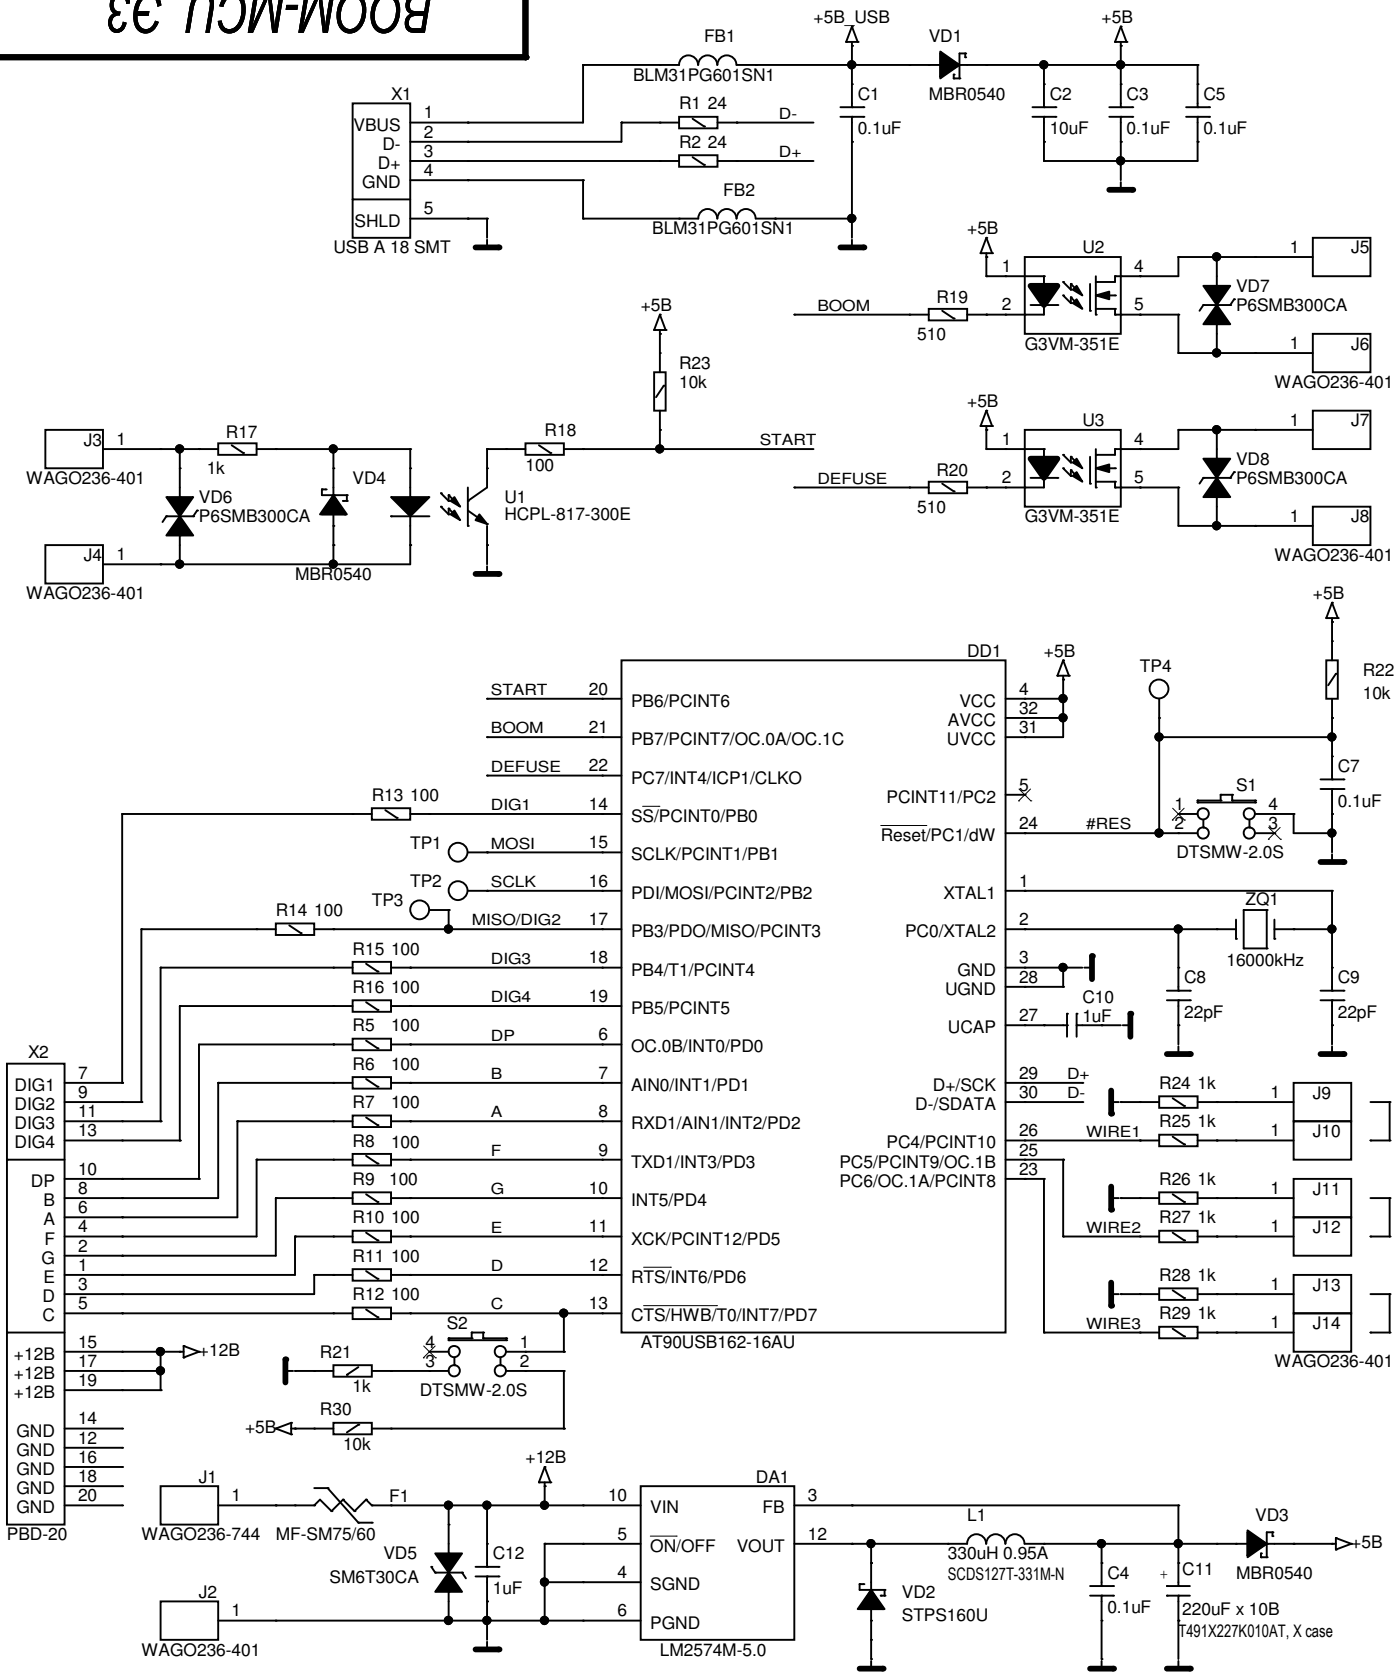 BOOM-MCU ЭЗ
+5B_USB
+5B
FB1
VD1
BLM31PG601SN1
MBR0540
X1
C1
0.1uF
C2
10uF
C3
0.1uF
C5
0.1uF
VBUS 1
D- 2
D+ 3
GND 4
SHLD 5
USB A 18 SMT
R1 24
D-
R2 24
D+
FB2
BLM31PG601SN1
+5B
U2
1
2
4
5
1 J5
VD7
P6SMB300CA
BOOM
R19
510
G3VM-351E
1 J6
WAGO236-401
+5B
R23
10k
+5B
U3
1
2
4
5
1 J7
VD8
P6SMB300CA
DEFUSE
R20
510
G3VM-351E
1 J8
WAGO236-401
J3 1
WAGO236-401
R17
1k
VD6
P6SMB300CA
VD4
MBR0540
R18
100
START
U1
HCPL-817-300E
J4 1
WAGO236-401
+5B
R22
10k
DD1
+5B
TP4
START 20 PB6/PCINT6
BOOM 21 PB7/PCINT7/OC.0A/OC.1C
DEFUSE 22 PC7/INT4/ICP1/CLKO
R13 100 DIG1 14 SS/PCINT0/PB0
TP1 MOSI 15 SCLK/PCINT1/PB1
TP2 SCLK 16 PDI/MOSI/PCINT2/PB2
TP3
R14 100 MISO/DIG2 17 PB3/PDO/MISO/PCINT3
R15 100 DIG3 18 PB4/T1/PCINT4
R16 100 DIG4 19 PB5/PCINT5
R5 100 DP 6 OC.0B/INT0/PD0
R6 100 B 7 AIN0/INT1/PD1
R7 100 A 8 RXD1/AIN1/INT2/PD2
R8 100 F 9 TXD1/INT3/PD3
R9 100 G 10 INT5/PD4
R10 100 E 11 XCK/PCINT12/PD5
R11 100 D 12 RTS/INT6/PD6
R12 100 C 13 CTS/HWB/T0/INT7/PD7
AT90USB162-16AU
VCC 4
AVCC 32
UVCC 31
PCINT11/PC2 5
Reset/PC1/dW 24 #RES
XTAL1 1
PC0/XTAL2 2
GND 3
UGND 28
UCAP 27
C10
1uF
D+/SCK 29 D+
D-/SDATA 30 D-
PC4/PCINT10 26 WIRE1
PC5/PCINT9/OC.1B 25
PC6/OC.1A/PCINT8 23
WIRE2
WIRE3
S1
1
2
4
3
DTSMW-2.0S
C7
0.1uF
ZQ1
16000kHz
C8
22pF
C9
22pF
R24 1k 1 J9
R25 1k 1 J10
R26 1k 1 J11
R27 1k 1 J12
R28 1k 1 J13
R29 1k 1 J14
WAGO236-401
X2
DIG1 7
DIG2 9
DIG3 11
DIG4 13
DP 10
B 8
A 6
F 4
G 2
E 1
D 3
C 5
+12B 15
+12B 17
+12B 19
+12B
GND 14
GND 12
GND 16
GND 18
GND 20
PBD-20
S2
4
3
1
2
DTSMW-2.0S
R21
1k
+5B
R30
10k
J1 1
WAGO236-744
F1
MF-SM75/60
+12B
VD5
SM6T30CA
C12
1uF
J2 1
WAGO236-401
DA1
10 VIN
5 ON/OFF
4 SGND
6 PGND
FB 3
VOUT 12
LM2574M-5.0
L1
330uH 0.95A
SCDS127T-331M-N
VD2
STPS160U
C4
0.1uF
+ C11
220uF x 10B
T491X227K010AT, X case
VD3
MBR0540
+5B